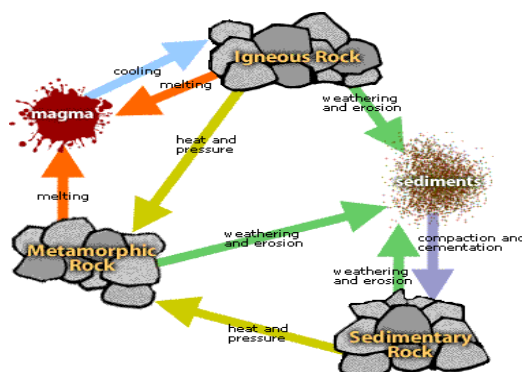 Igneous Rock
cooling
melting
magma
weathering
and erosion
heat and
pressure
sediments
melting
weathering
and erosion
compaction and
cementation
Metamorphic
Rock
weathering
and erosion
heat and
pressure
Sedimentary
Rock